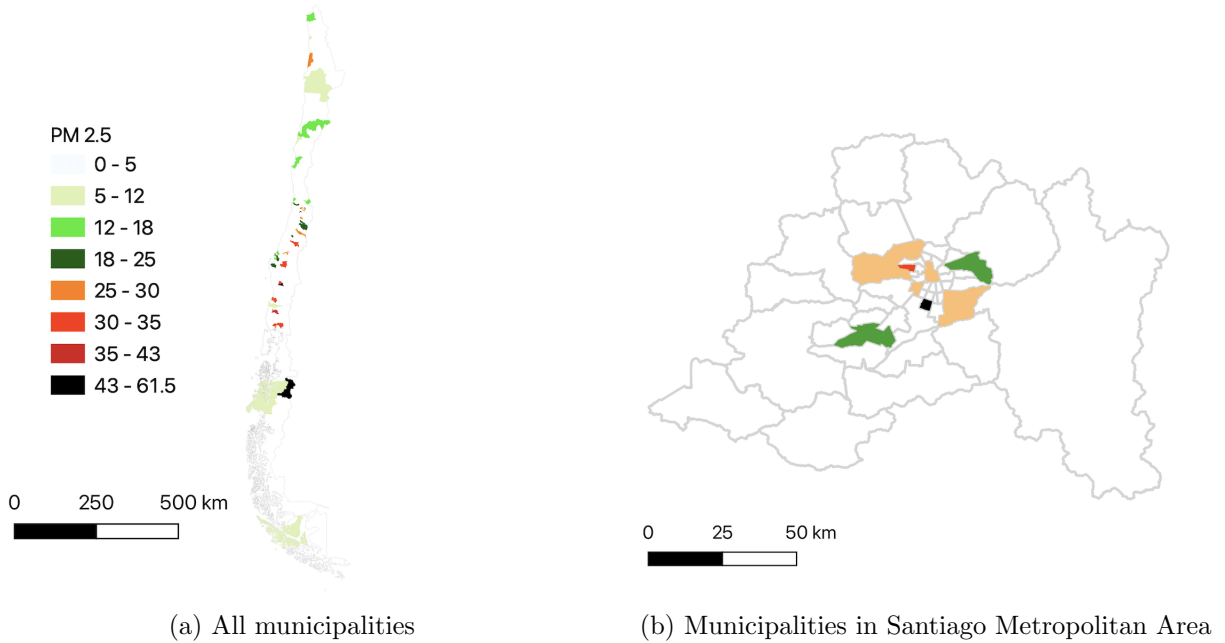 PM 2.5
0 - 5
5 - 12
12 - 18
18 - 25
25 - 30
30 - 35
35 - 43
43 - 61.5
0 250 500 km
0 25 50 km
(a) All municipalities
(b) Municipalities in Santiago Metropolitan Area